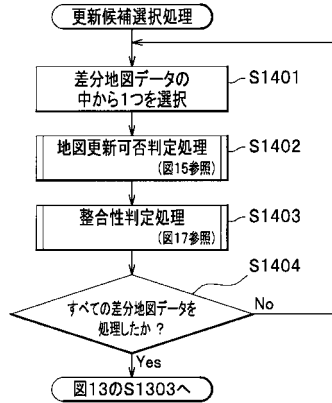 更新候補選択処理
差分地図データの
中から1つを選択
S1401
地図更新可否判定処理
(図15参照)
S1402
整合性判定処理
(図17参照)
S1403
S1404
すべての差分地図データを
処理したか?
No
Yes
図13のS1303へ